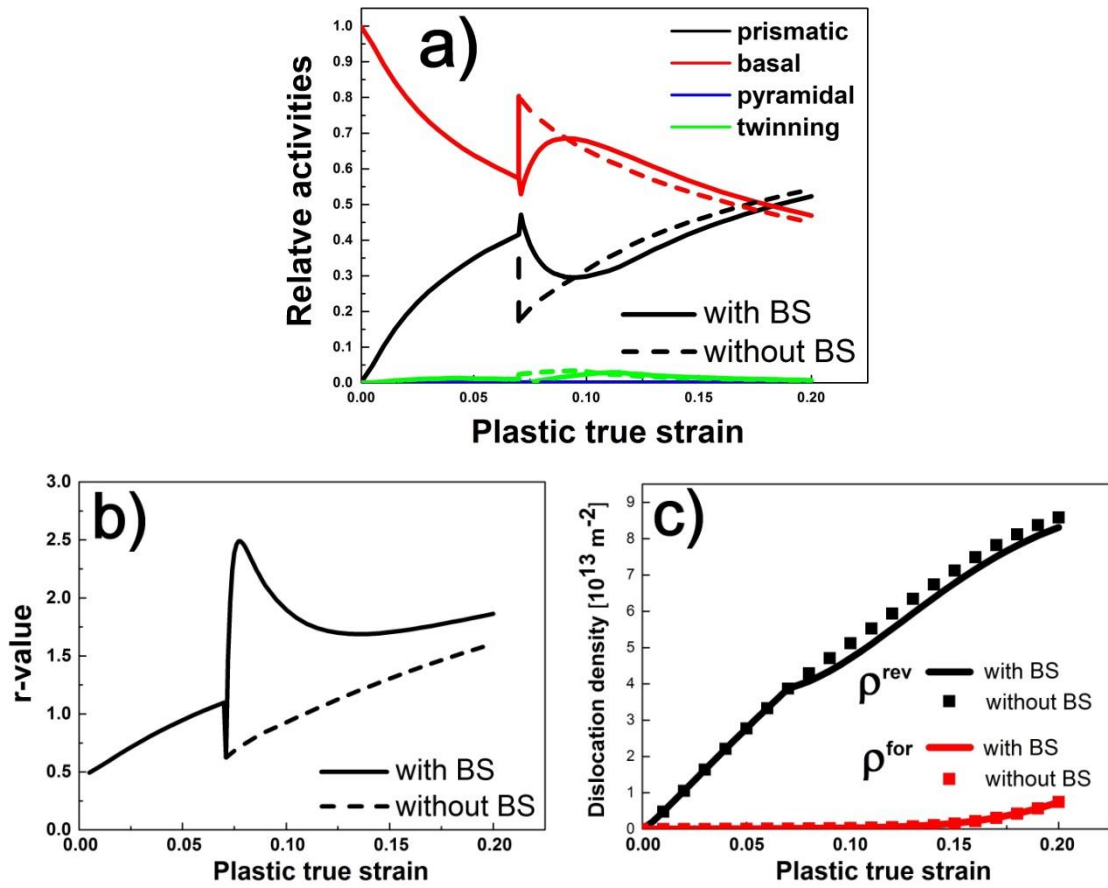 a)
Relatve activities
1.0
0.9
0.8
0.7
0.6
0.5
0.4
0.3
0.2
0.1
0.0
prismatic
basal
pyramidal
twinning
with BS
without BS
0.00 0.05 0.10 0.15 0.20
Plastic true strain
b)
r-value
3.0
2.5
2.0
1.5
1.0
0.5
0.0
with BS
without BS
0.00 0.05 0.10 0.15 0.20
Plastic true strain
c)
Dislocation density [10¹³ m⁻²]
9
8
7
6
5
4
3
2
1
0
ρʳᵉᵛ with BS
without BS
ρᶠᵒʳ with BS
without BS
0.00 0.05 0.10 0.15 0.20
Plastic true strain